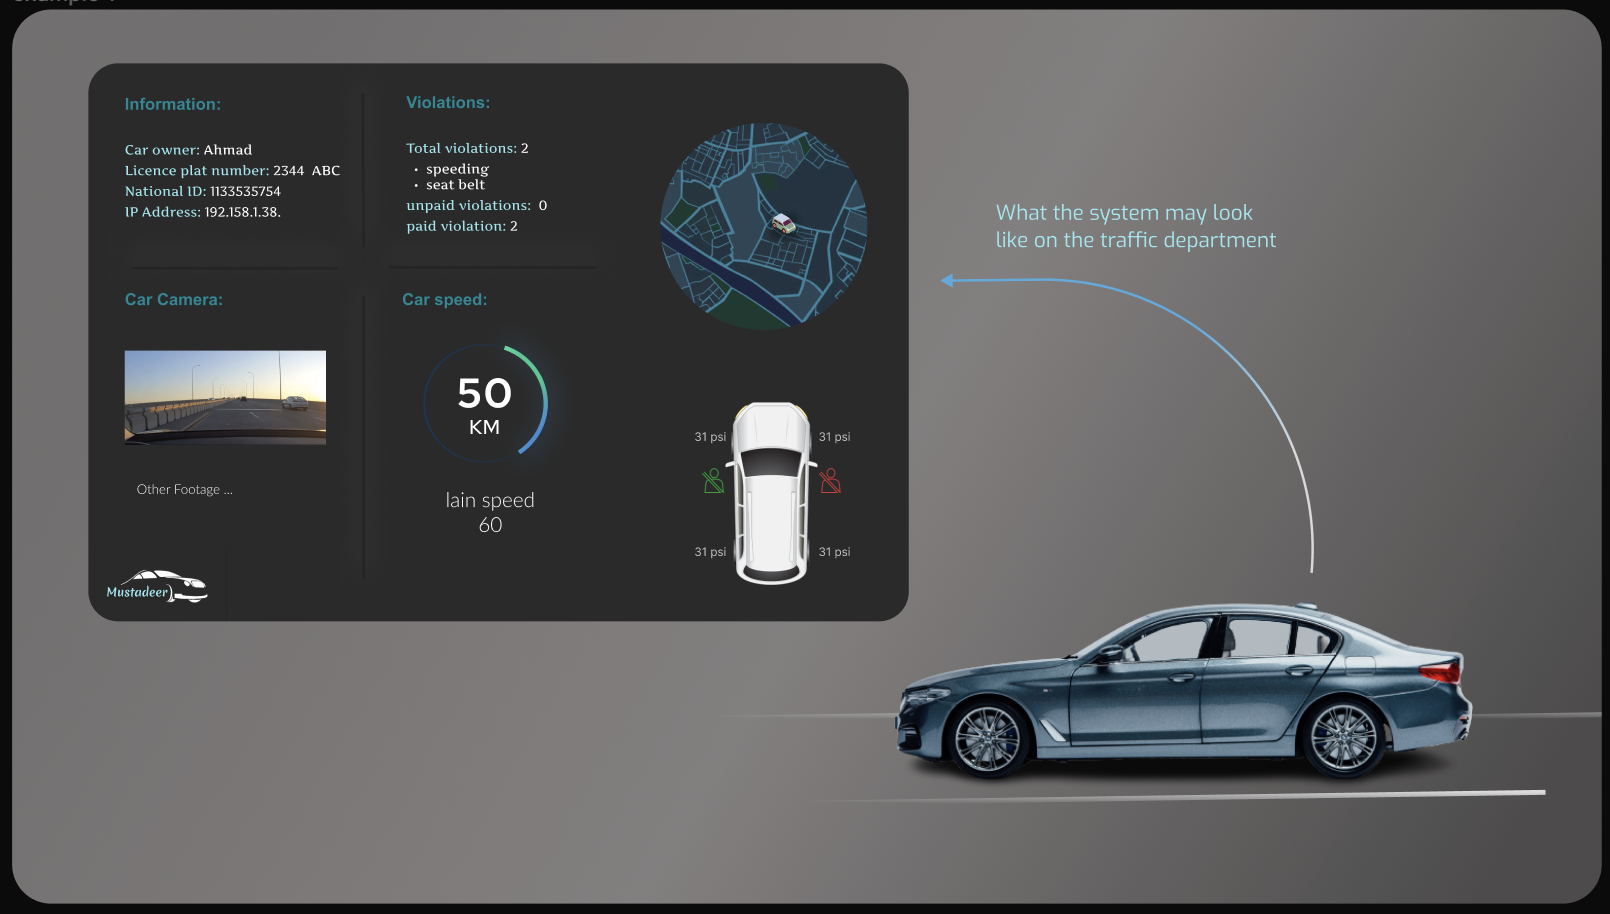 Information:
Car owner: Ahmad
Licence plat number: 2344 ABC
National ID: 1133535754
IP Address: 192.158.1.38.
Violations:
Total violations: 2
• speeding
• seat belt
unpaid violations: 0
paid violation: 2
What the system may look
like on the traffic department
Car Camera:
Other Footage ...
Car speed:
50
KM
lain speed
60
31 psi
31 psi
31 psi
31 psi
Mustadeer